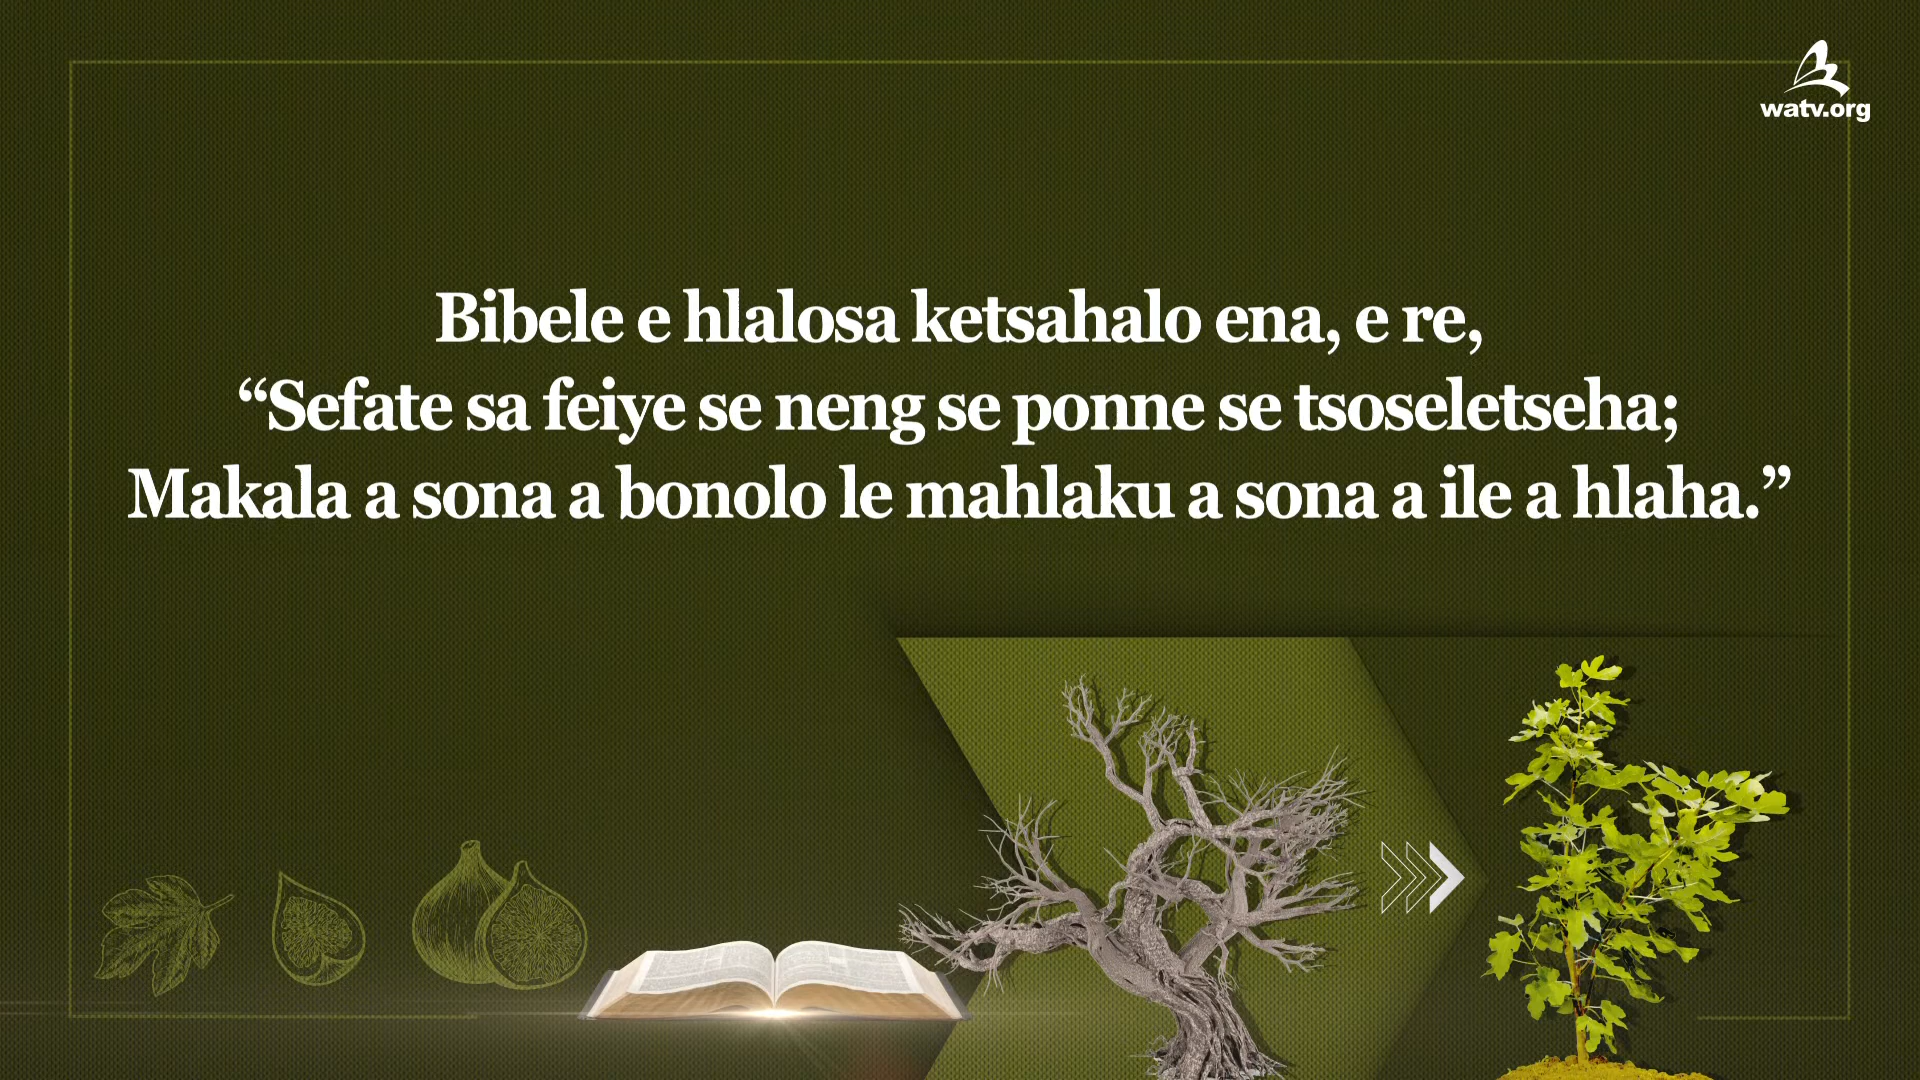 watv.org
Bibele e hlalosa ketsahalo ena, e re,
“Sefate sa feiye se neng se ponne se tsoseletseha;
Makala a sona a bonolo le mahlaku a sona a ile a hlaha.”